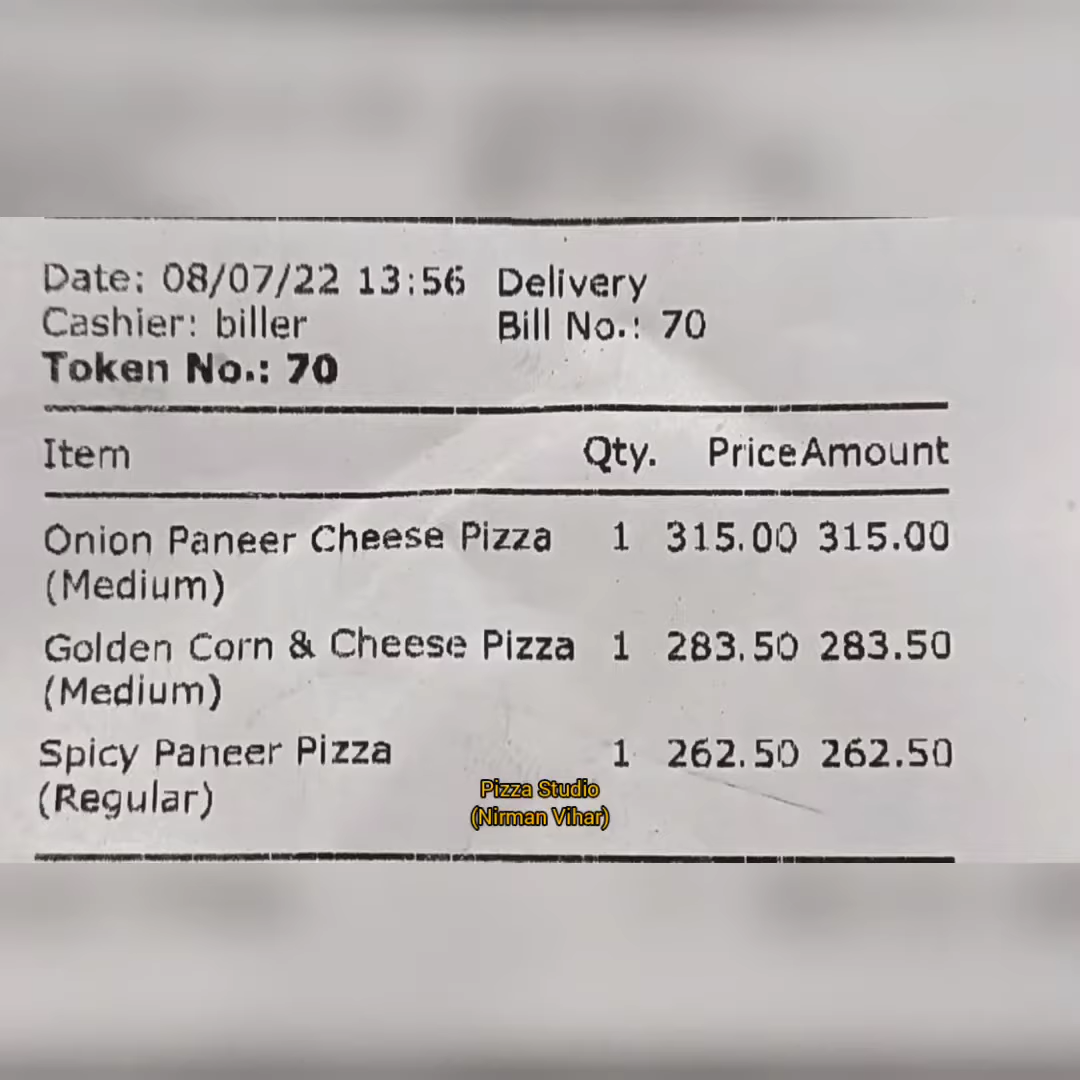 Date: 08/07/22 13:56 Delivery
Cashier: biller Bill No.: 70
Token No.: 70
Item Qty. Price Amount
Onion Paneer Cheese Pizza 1 315.00 315.00
(Medium)
Golden Corn & Cheese Pizza 1 283.50 283.50
(Medium)
Spicy Paneer Pizza 1 262.50 262.50
(Regular)
Pizza Studio
(Nirman Vihar)